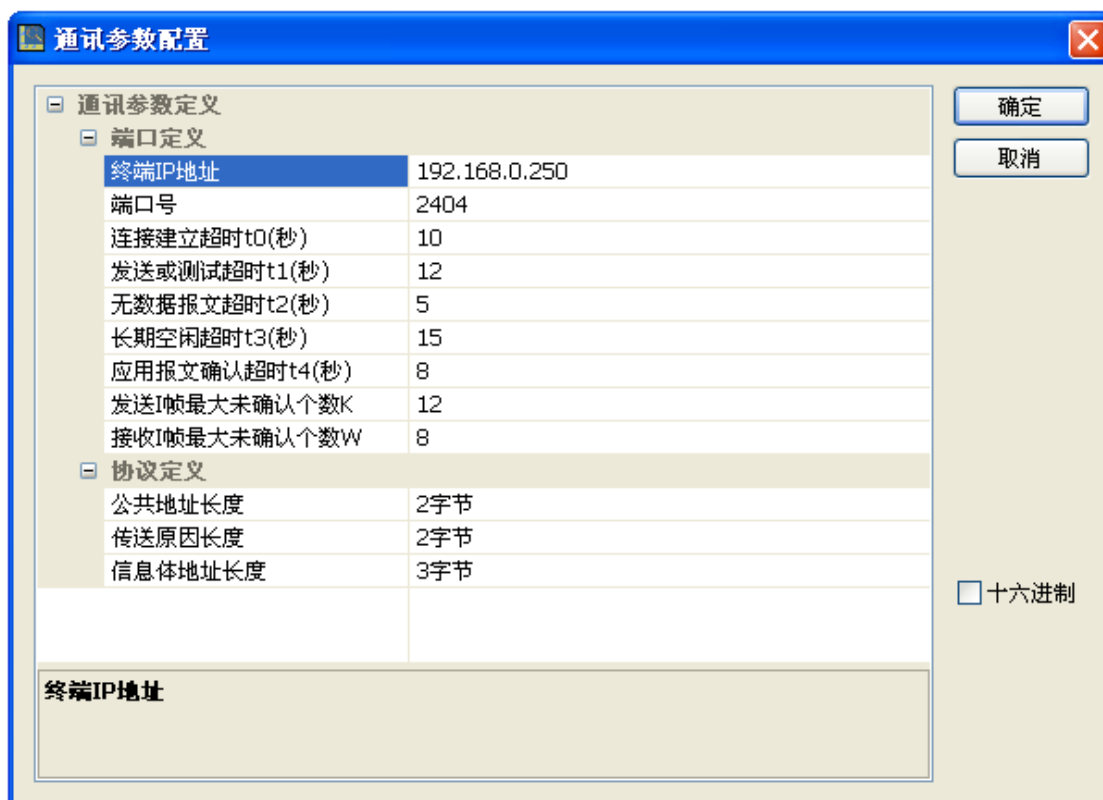 通讯参数配置
通讯参数定义
确定
端口定义
取消
终端IP地址 192.168.0.250
端口号 2404
连接建立超时t0(秒) 10
发送或测试超时t1(秒) 12
无数据报文超时t2(秒) 5
长期空闲超时t3(秒) 15
应用报文确认超时t4(秒) 8
发送I帧最大未确认个数K 12
接收I帧最大未确认个数W 8
协议定义
公共地址长度 2字节
传送原因长度 2字节
信息体地址长度 3字节
十六进制
终端IP地址